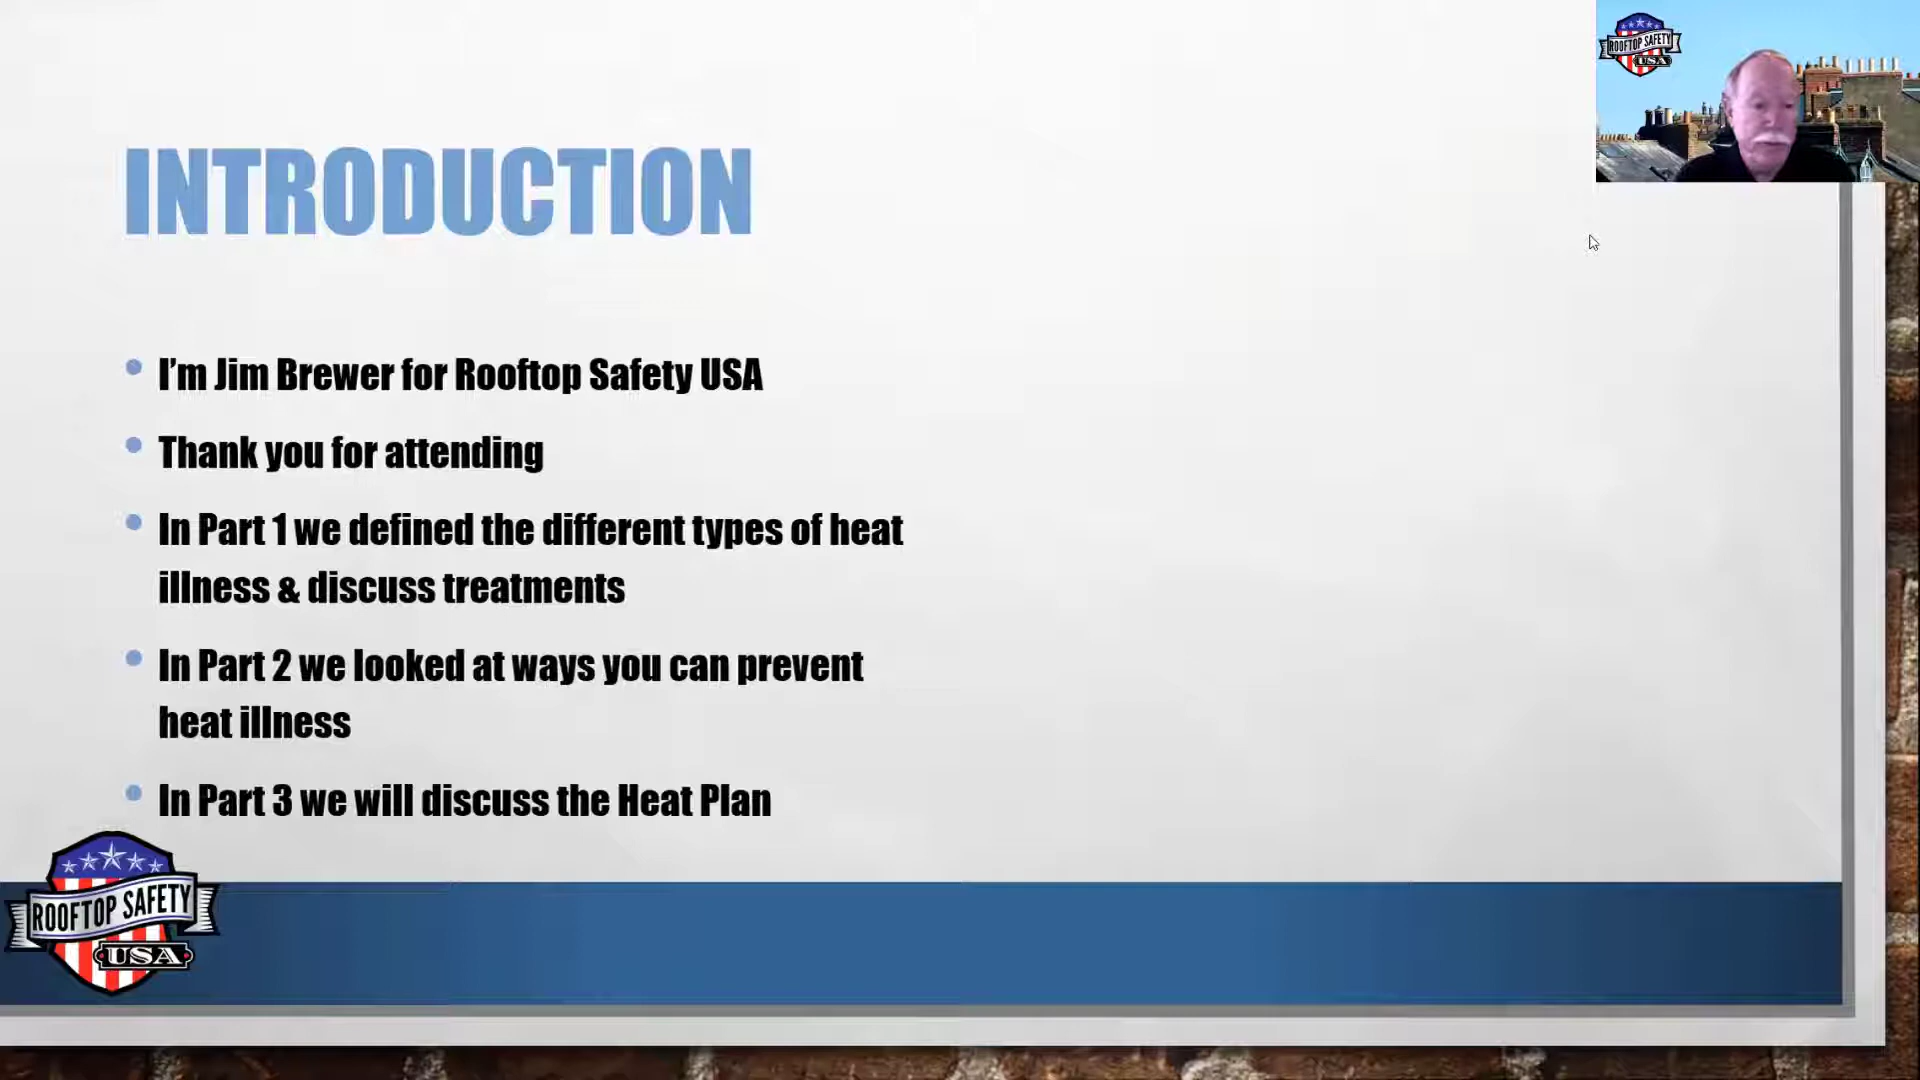 ROOFTOP SAFETY
USA
INTRODUCTION
I'm Jim Brewer for Rooftop Safety USA
Thank you for attending
In Part 1 we defined the different types of heat
illness & discuss treatments
In Part 2 we looked at ways you can prevent
heat illness
In Part 3 we will discuss the Heat Plan
ROOFTOP SAFETY
USA